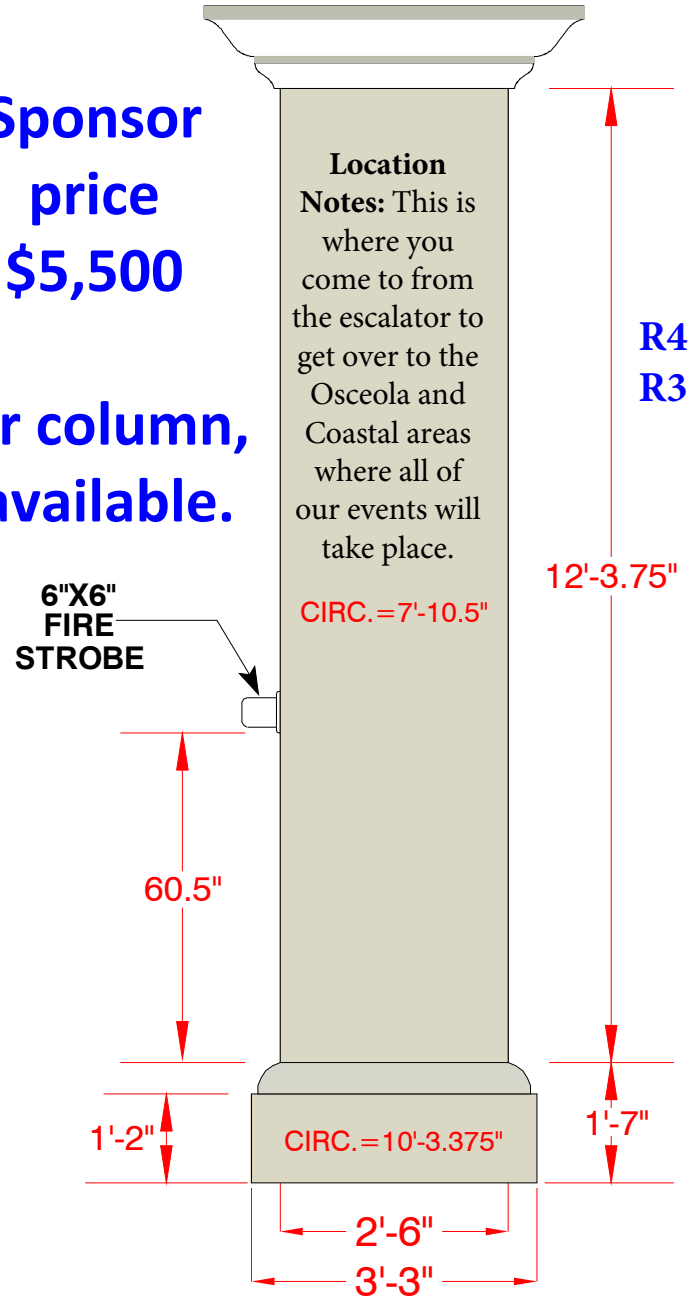 Sponsor
price
$5,500
r column,
available.
Location
Notes: This is
where you
come to from
the escalator to
get over to the
Osceola and
Coastal areas
where all of
our events will
take place.
CIRC.=7'-10.5"
R4
R3
12'-3.75"
6"X6"
FIRE
STROBE
60.5"
1'-2"
CIRC.=10'-3.375"
1'-7"
2'-6"
3'-3"